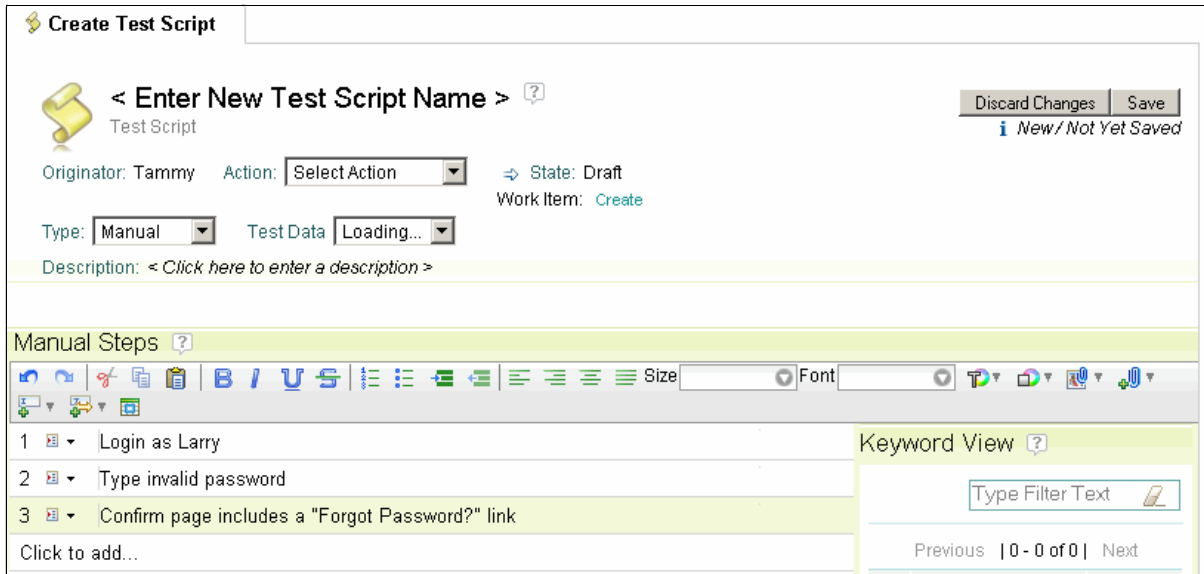 Create Test Script
< Enter New Test Script Name > ?
Test Script
Discard Changes Save
i New / Not Yet Saved
Originator: Tammy Action: Select Action State: Draft
Work Item: Create
Type: Manual Test Data Loading...
Description: < Click here to enter a description >
Manual Steps ?
B I U S Size Font
1 Login as Larry
Keyword View ?
2 Type invalid password
Type Filter Text
3 Confirm page includes a "Forgot Password?" link
Click to add...
Previous | 0 - 0 of 0 | Next